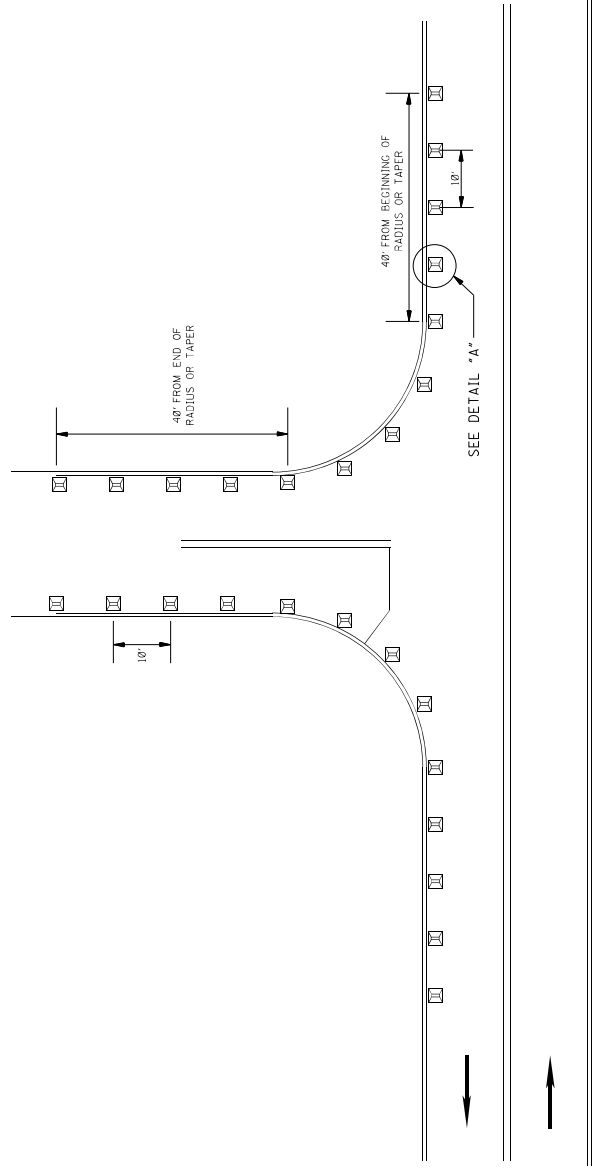 40' FROM BEGINNING OF
RADIUS OR TAPER
10'
SEE DETAIL "A"
40' FROM END OF
RADIUS OR TAPER
10'